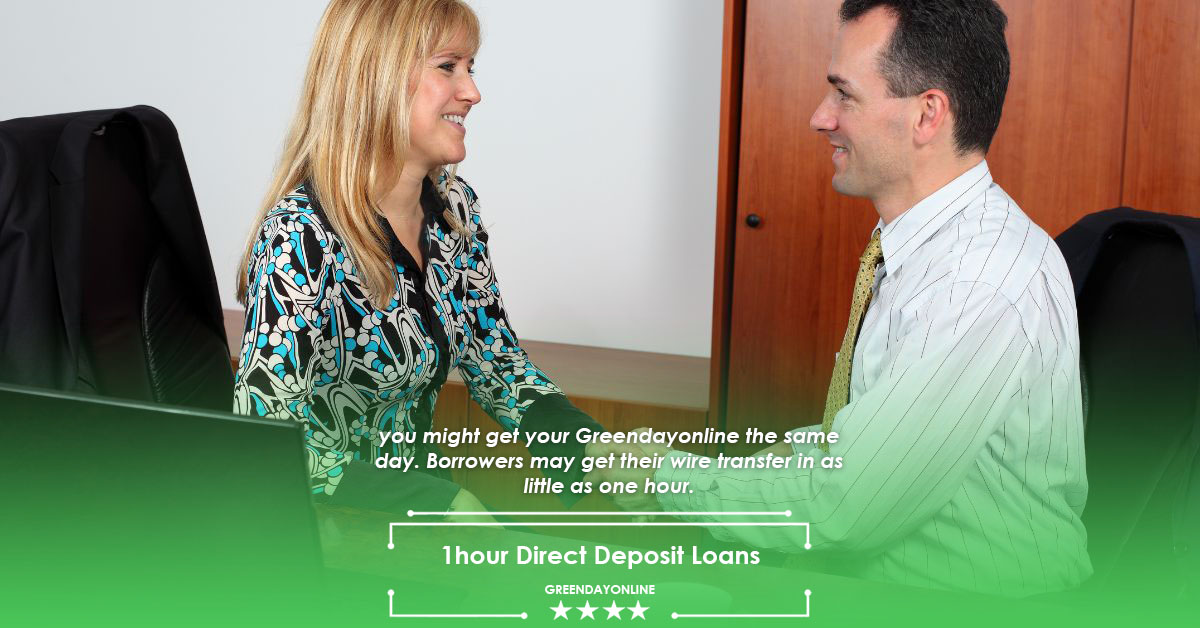 you might get your Greendayonline the same
day. Borrowers may get their wire transfer in as
little as one hour.
1hour Direct Deposit Loans
GREENDAYONLINE